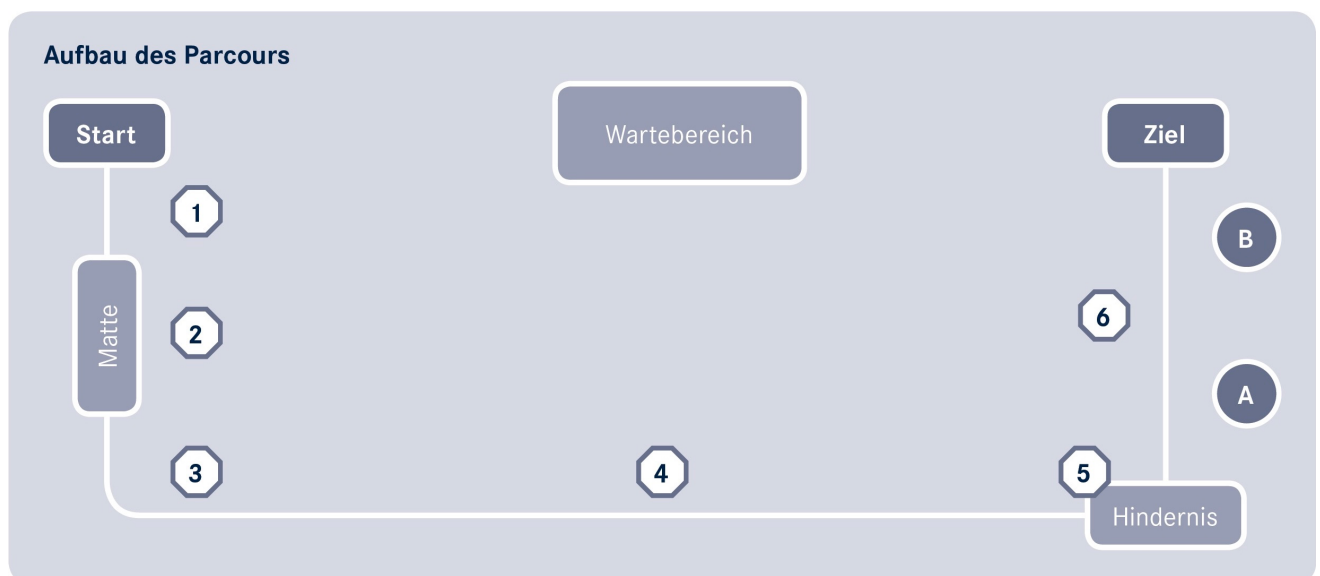 Aufbau des Parcours
Start
Wartebereich
Ziel
1
B
Matte
2
6
A
3
4
5
Hindernis